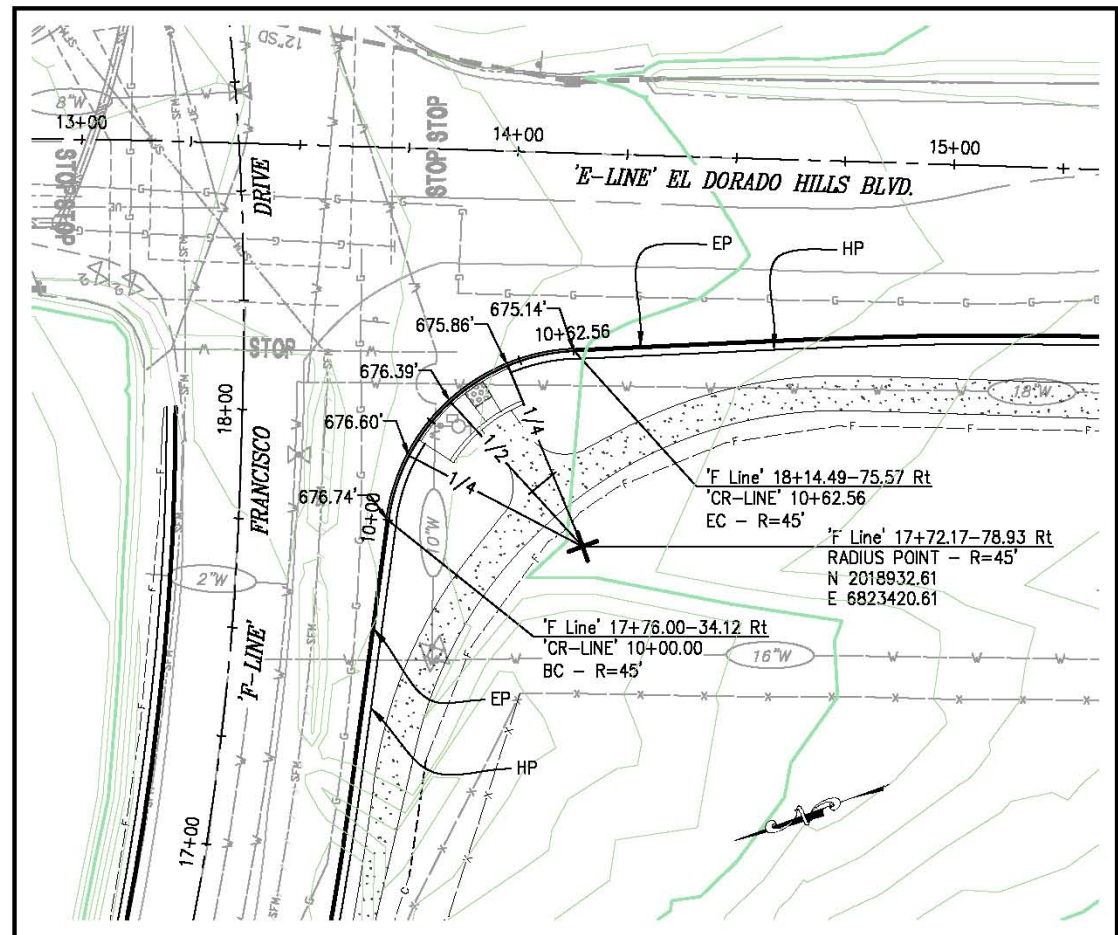 12"SD
8"W
13+00
14+00
15+00
STOP
STOP
STOP STOP
DRIVE
'E-LINE' EL DORADO HILLS BLVD.
EP
HP
675.14'
10+62.56
675.86'
STOP
676.39'
676.60'
18"W
18+00
1/4
1/2
1/4
676.74'
10+00
FRANCISCO
10"W
2"W
'F Line' 18+14.49-75.57 Rt
'CR-LINE' 10+62.56
EC - R=45'
'F Line' 17+72.17-78.93 Rt
RADIUS POINT - R=45'
N 2018932.61
E 6823420.61
'F Line' 17+76.00-34.12 Rt
'CR-LINE' 10+00.00
BC - R=45'
16"W
'F-LINE'
EP
HP
17+00